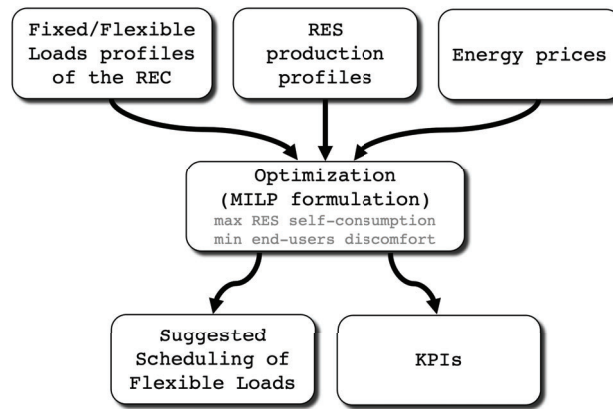 Fixed/Flexible
Loads profiles
of the REC
RES
production
profiles
Energy prices
Optimization
(MILP formulation)
max RES self-consumption
min end-users discomfort
Suggested
Scheduling of
Flexible Loads
KPIs